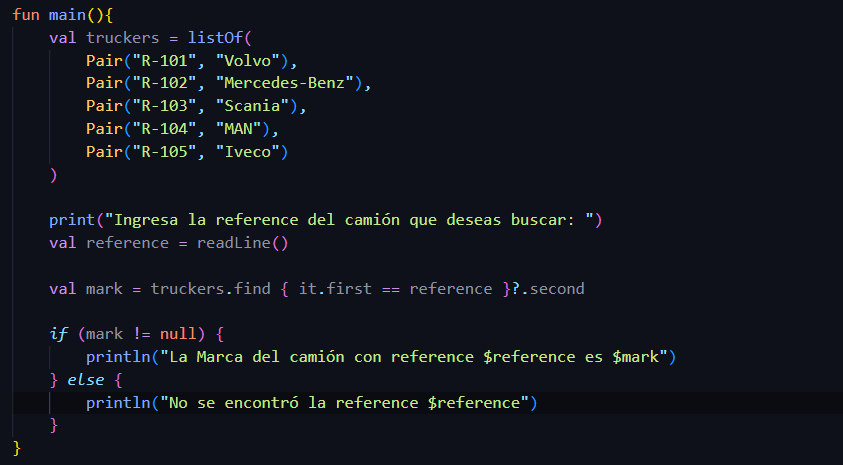 fun main(){
    val truckers = listOf(
        Pair("R-101", "Volvo"),
        Pair("R-102", "Mercedes-Benz"),
        Pair("R-103", "Scania"),
        Pair("R-104", "MAN"),
        Pair("R-105", "Iveco")
    )
    print("Ingresa la reference del camión que deseas buscar: ")
    val reference = readLine()
    val mark = truckers.find { it.first == reference }?.second
    if (mark != null) {
        println("La Marca del camión con reference $reference es $mark")
    } else {
        println("No se encontró la reference $reference")
    }
}